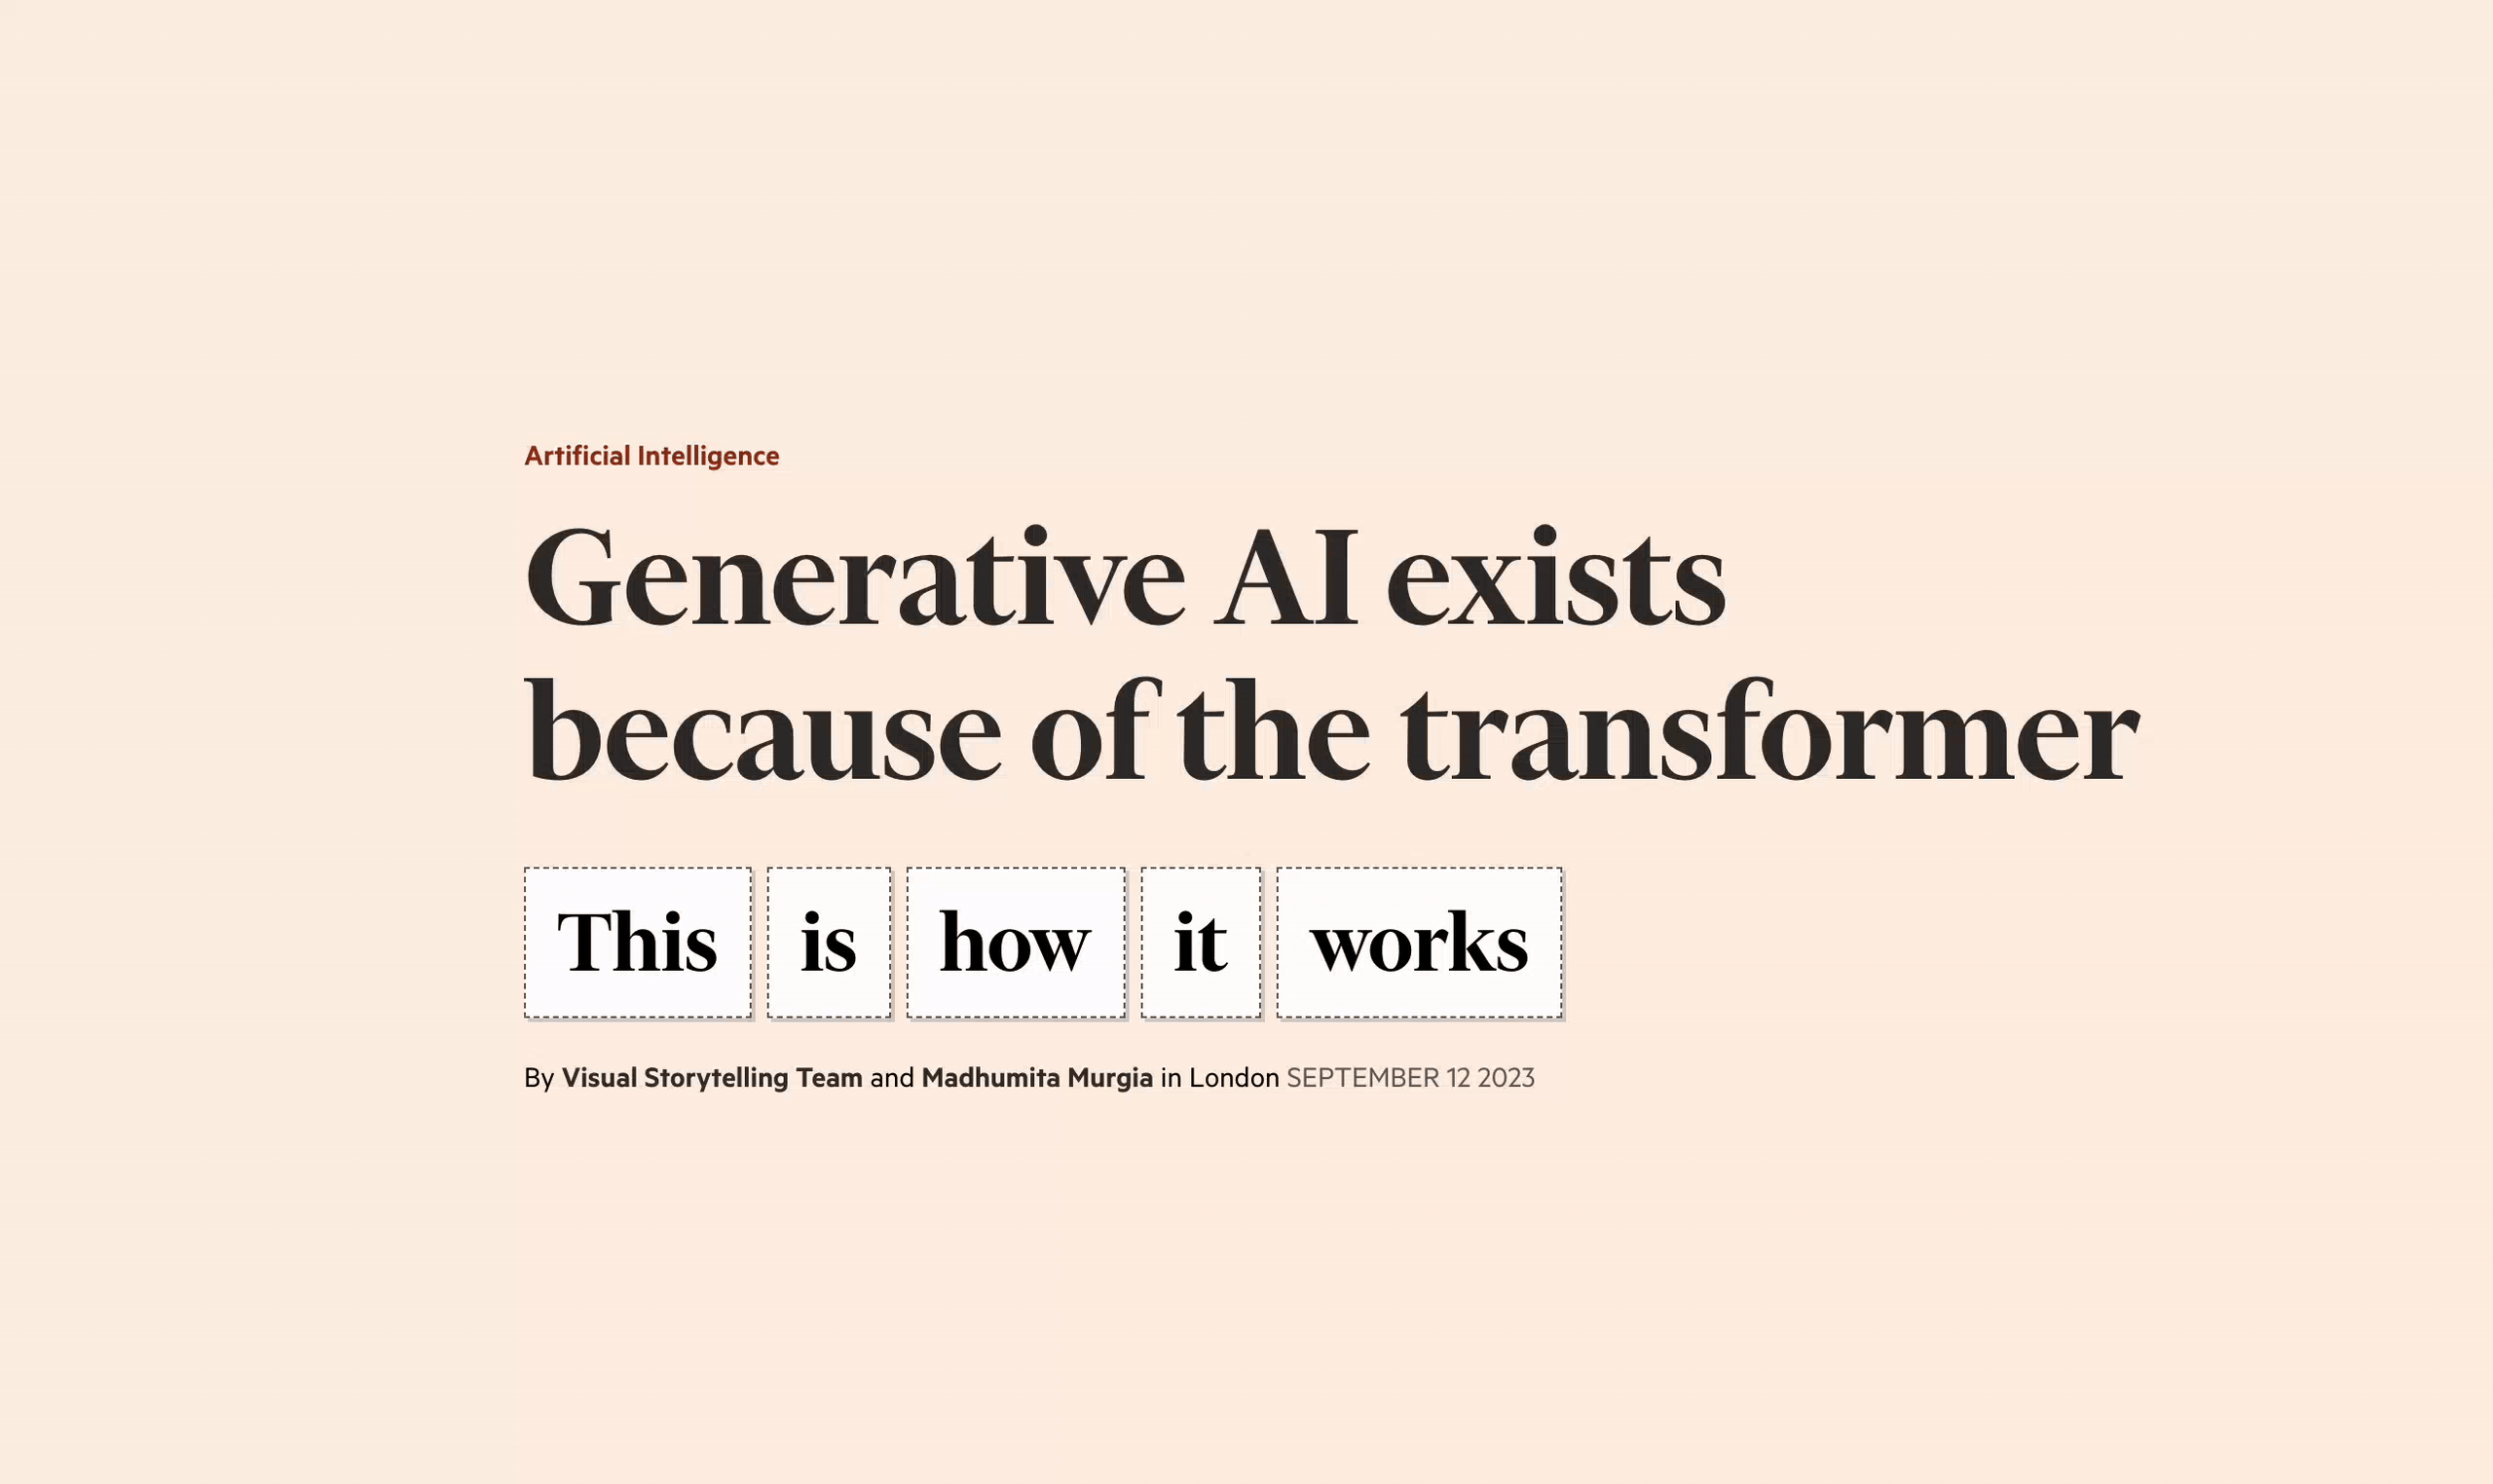 Artificial Intelligence
Generative AI exists
because of the transformer
This is how it works
By Visual Storytelling Team and Madhumita Murgia in London SEPTEMBER 12 2023